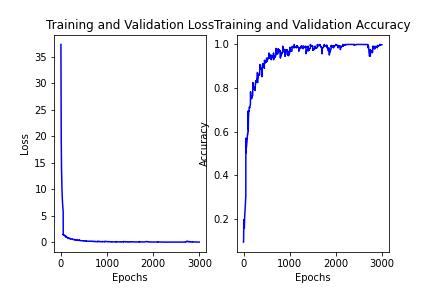 Training and Validation Loss
Loss
35
30
25
20
15
10
5
0
0 1000 2000 3000
Epochs
Training and Validation Accuracy
Accuracy
1.0
0.8
0.6
0.4
0.2
0 1000 2000 3000
Epochs